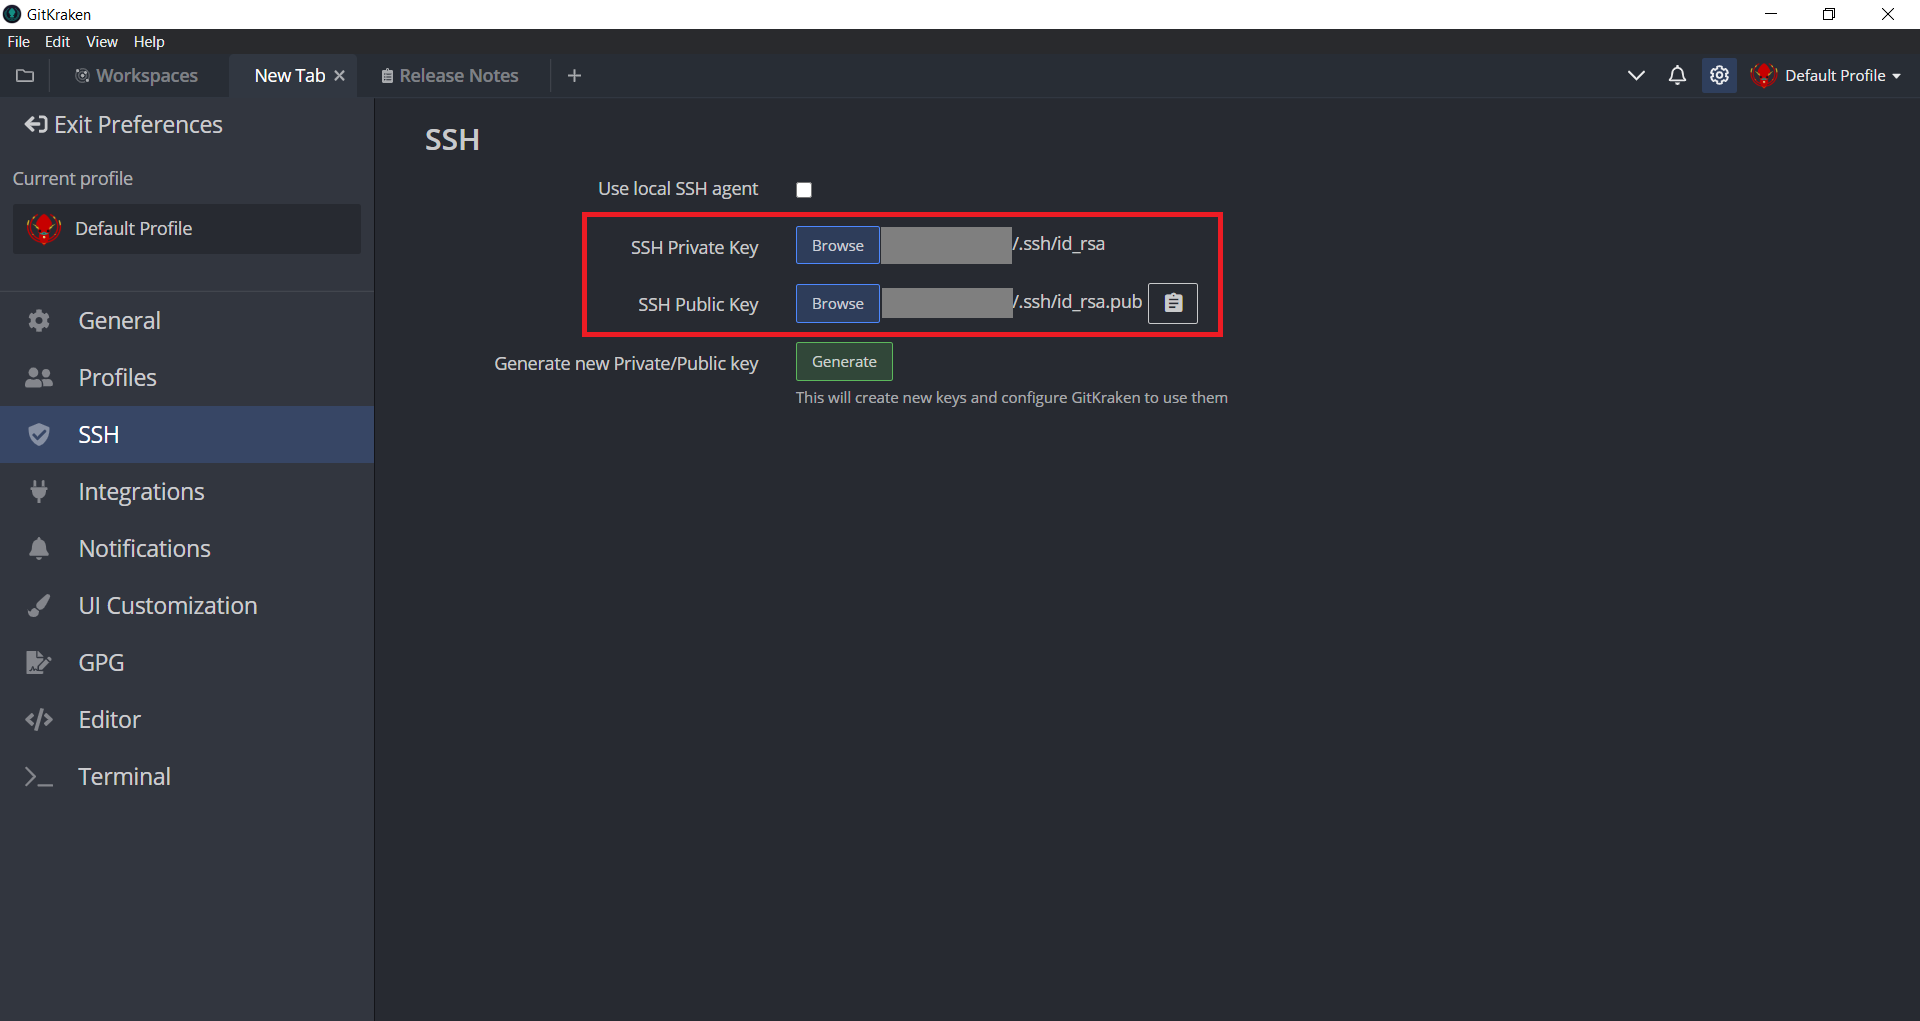 GitKraken
File Edit View Help
Workspaces New Tab Release Notes Default Profile
Exit Preferences
Current profile
Default Profile
General
Profiles
SSH
Integrations
Notifications
UI Customization
GPG
Editor
Terminal
SSH
Use local SSH agent
SSH Private Key Browse /.ssh/id_rsa
SSH Public Key Browse /.ssh/id_rsa.pub
Generate new Private/Public key Generate
This will create new keys and configure GitKraken to use them